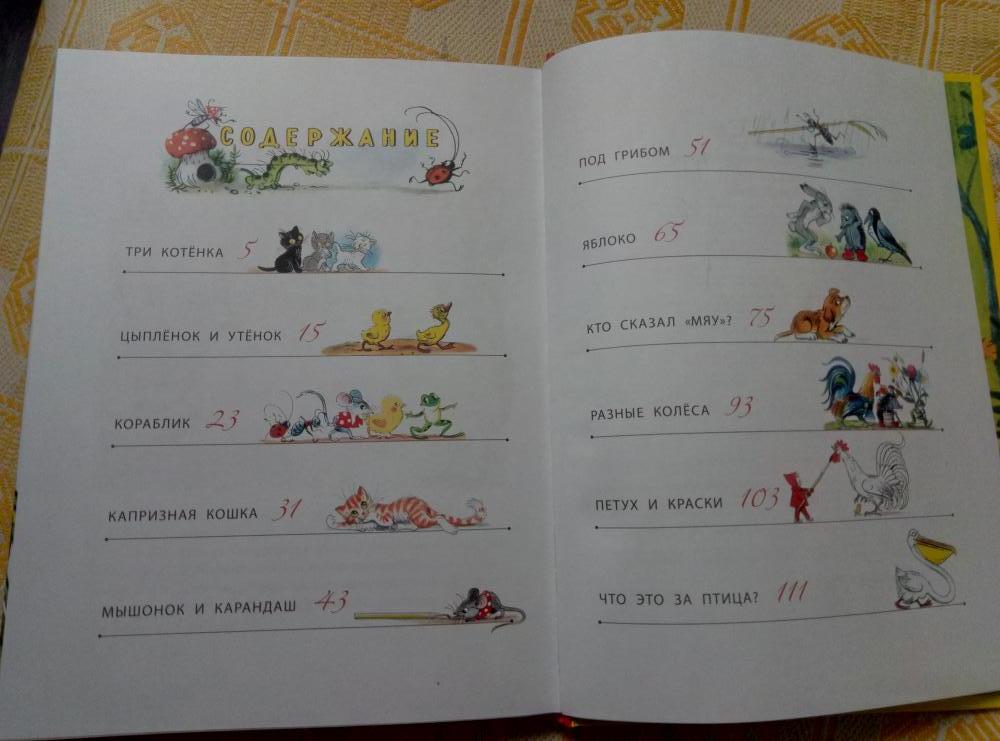 СОДЕРЖАНИЕ
ТРИ КОТЁНКА 5
ЦЫПЛЁНОК И УТЁНОК 15
КОРАБЛИК 23
КАПРИЗНАЯ КОШКА 31
МЫШОНОК И КАРАНДАШ 43
ПОД ГРИБОМ 51
ЯБЛОКО 65
КТО СКАЗАЛ «МЯУ»? 75
РАЗНЫЕ КОЛЁСА 93
ПЕТУХ И КРАСКИ 103
ЧТО ЭТО ЗА ПТИЦА? 111